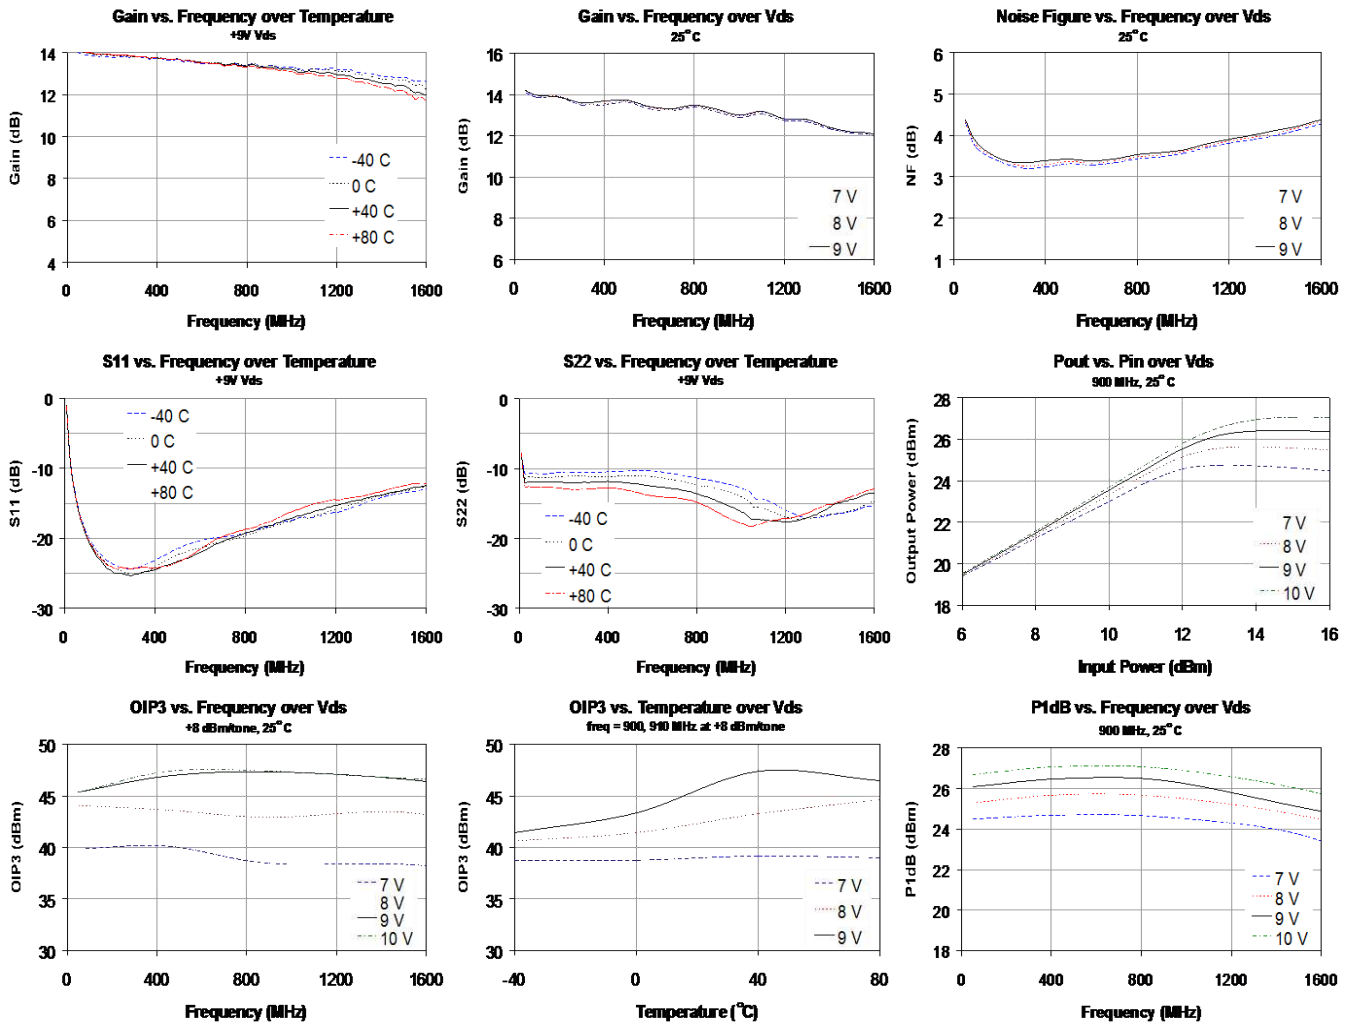 Gain vs. Frequency over Temperature
+9V Vds
14
12
10
8
6
4
Gain (dB)
-40 C
0 C
+40 C
+80 C
0 400 800 1200 1600
Frequency (MHz)
Gain vs. Frequency over Vds
25°C
16
14
12
10
8
6
Gain (dB)
7 V
8 V
9 V
0 400 800 1200 1600
Frequency (MHz)
Noise Figure vs. Frequency over Vds
25°C
6
5
4
3
2
1
NF (dB)
7 V
8 V
9 V
0 400 800 1200 1600
Frequency (MHz)
S11 vs. Frequency over Temperature
+9V Vds
0
-10
-20
-30
S11 (dB)
-40 C
0 C
+40 C
+80 C
0 400 800 1200 1600
Frequency (MHz)
S22 vs. Frequency over Temperature
+9V Vds
0
-10
-20
-30
S22 (dB)
-40 C
0 C
+40 C
+80 C
0 400 800 1200 1600
Frequency (MHz)
Pout vs. Pin over Vds
900 MHz, 25°C
28
26
24
22
20
18
Output Power (dBm)
7 V
8 V
9 V
10 V
6 8 10 12 14 16
Input Power (dBm)
OIP3 vs. Frequency over Vds
+8 dBm/tone, 25°C
50
45
40
35
30
OIP3 (dBm)
7 V
8 V
9 V
10 V
0 400 800 1200 1600
Frequency (MHz)
OIP3 vs. Temperature over Vds
freq = 900, 910 MHz at +8 dBm/tone
50
45
40
35
30
OIP3 (dBm)
7 V
8 V
9 V
-40 0 40 80
Temperature (°C)
P1dB vs. Frequency over Vds
900 MHz, 25°C
28
26
24
22
20
18
P1dB (dBm)
7 V
8 V
9 V
10 V
0 400 800 1200 1600
Frequency (MHz)